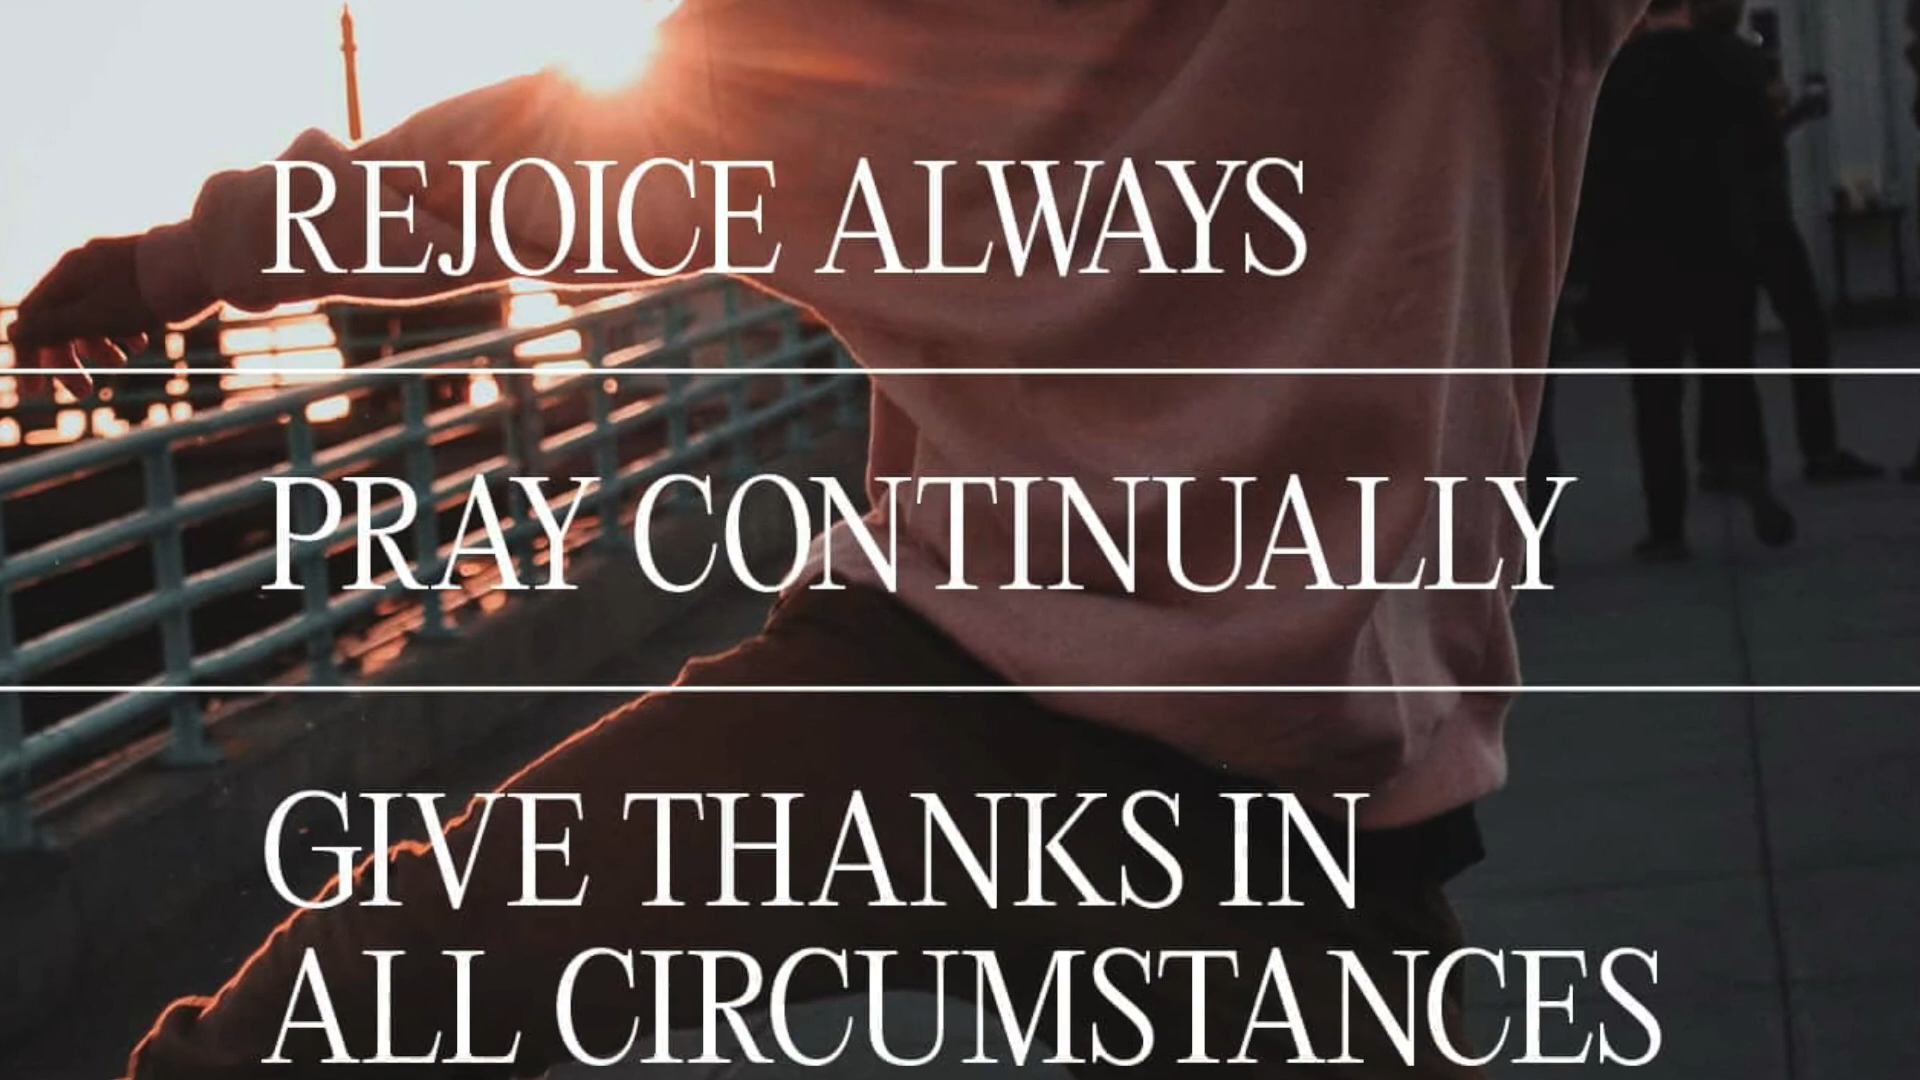 REJOICE ALWAYS
PRAY CONTINUALLY
GIVE THANKS IN
ALL CIRCUMSTANCES